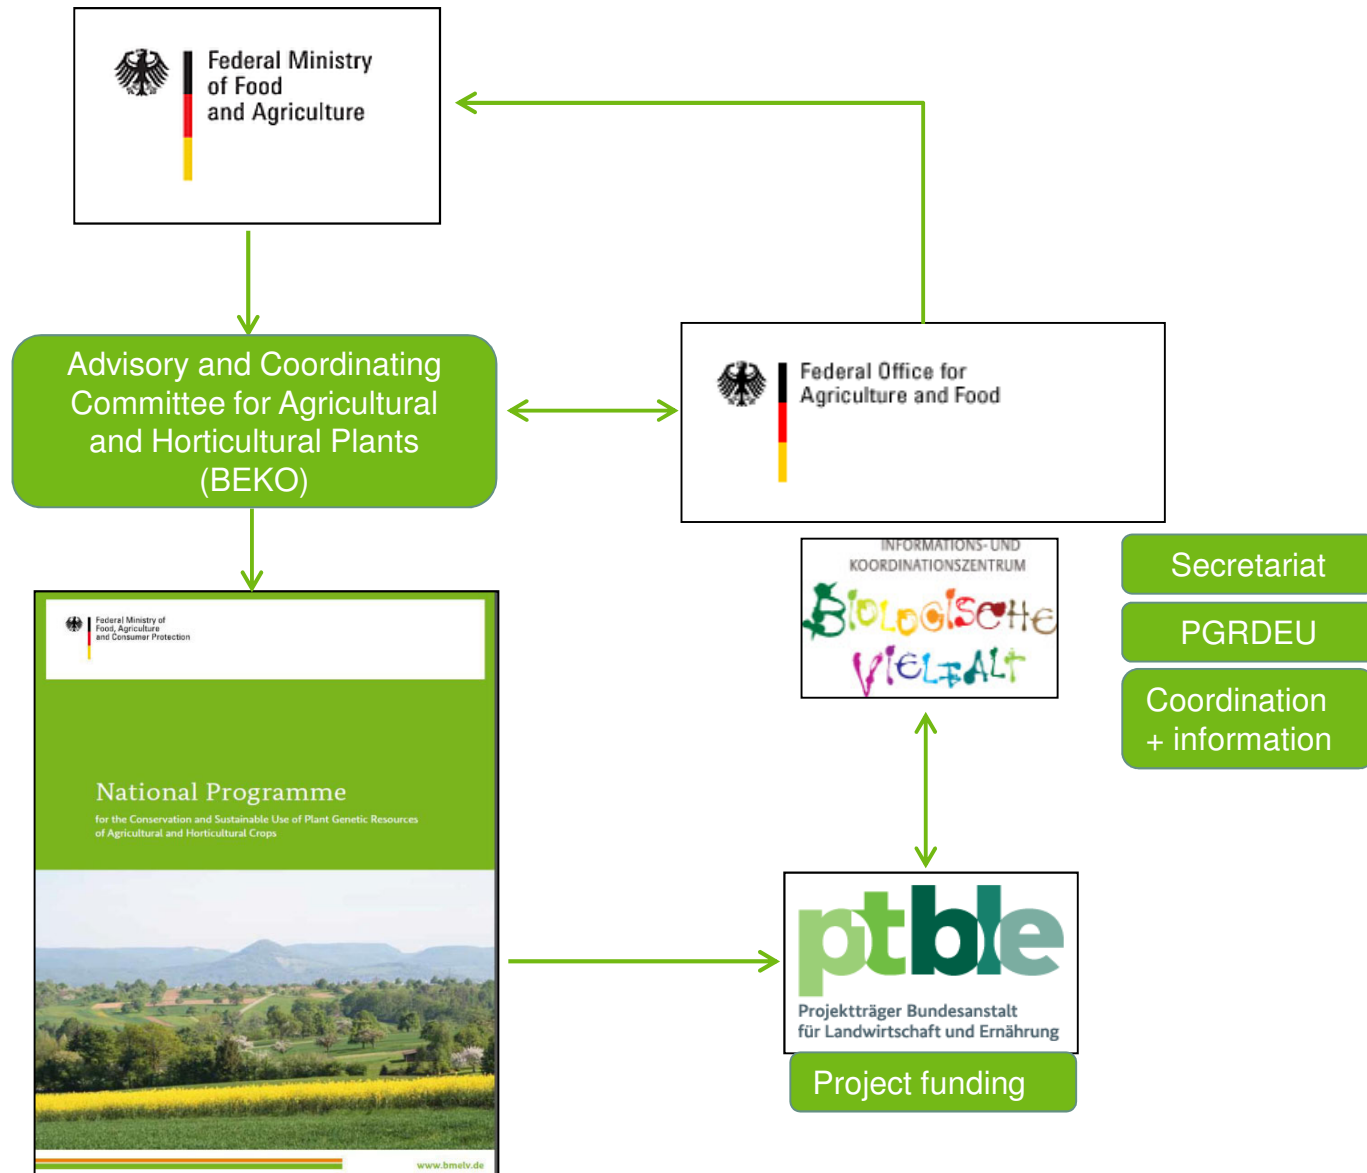 Federal Ministry
of Food
and Agriculture
Advisory and Coordinating
Committee for Agricultural
and Horticultural Plants
(BEKO)
Federal Office for
Agriculture and Food
INFORMATIONS- UND
KOORDINATIONSZENTRUM
BIOLOGISCHE
VIELFALT
Secretariat
PGRDEU
Coordination
+ information
Federal Ministry of
Food, Agriculture
and Consumer Protection
National Programme
for the Conservation and Sustainable Use of Plant Genetic Resources
of Agricultural and Horticultural Crops
www.bmelv.de
ptble
Projektträger Bundesanstalt
für Landwirtschaft und Ernährung
Project funding